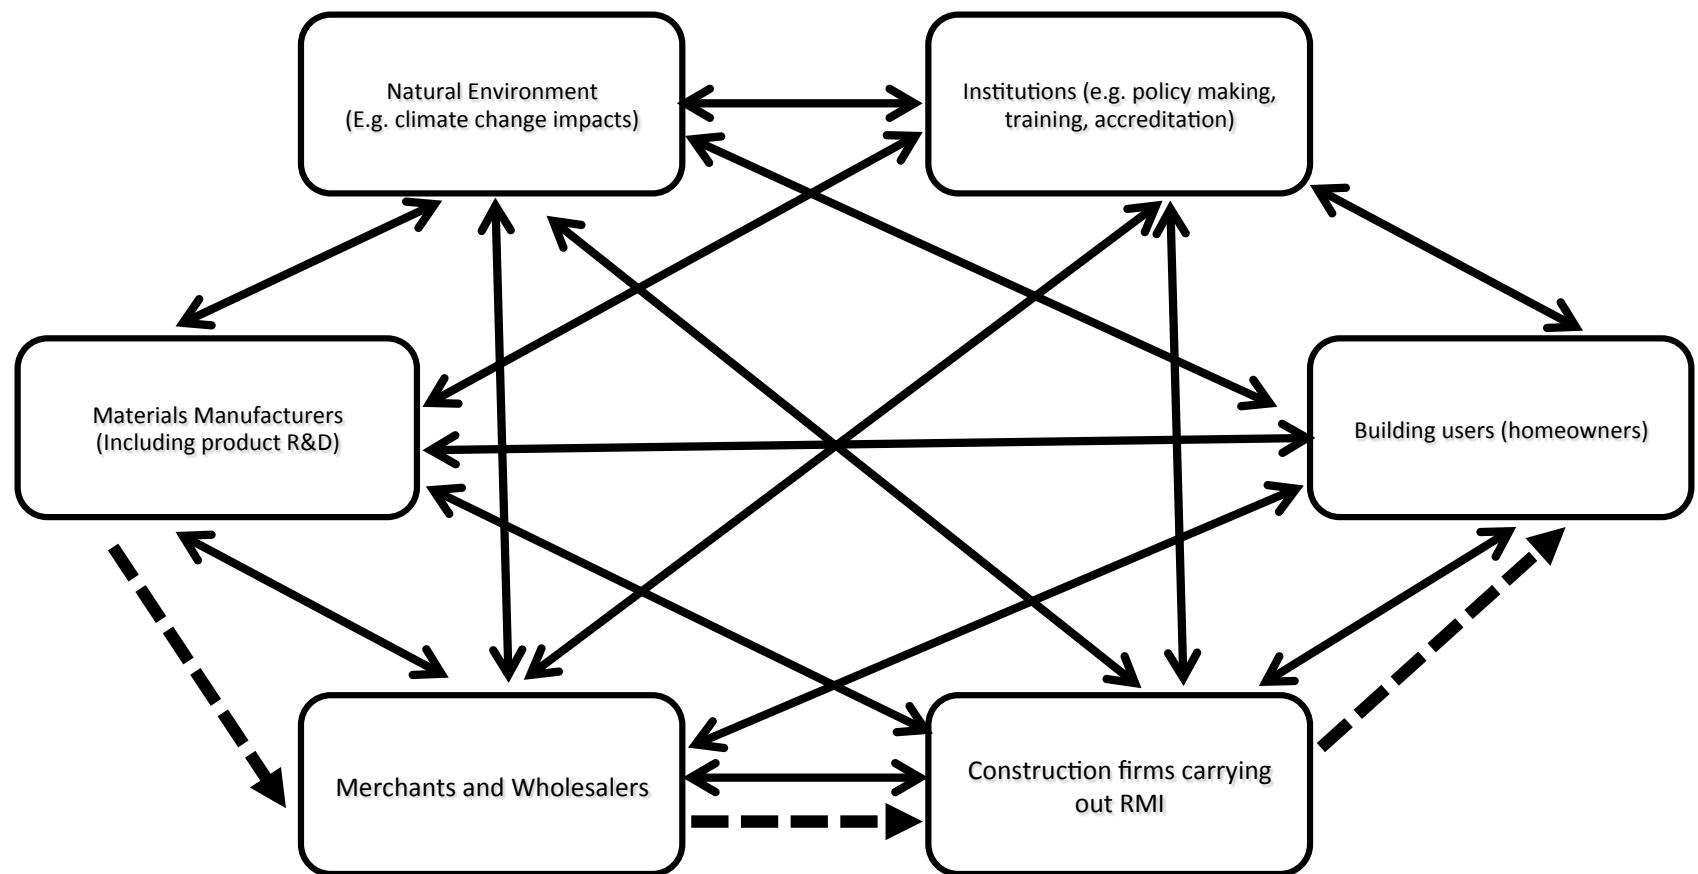 Natural Environment
(E.g. climate change impacts)
Institutions (e.g. policy making,
training, accreditation)
Materials Manufacturers
(Including product R&D)
Building users (homeowners)
Merchants and Wholesalers
Construction firms carrying
out RMI